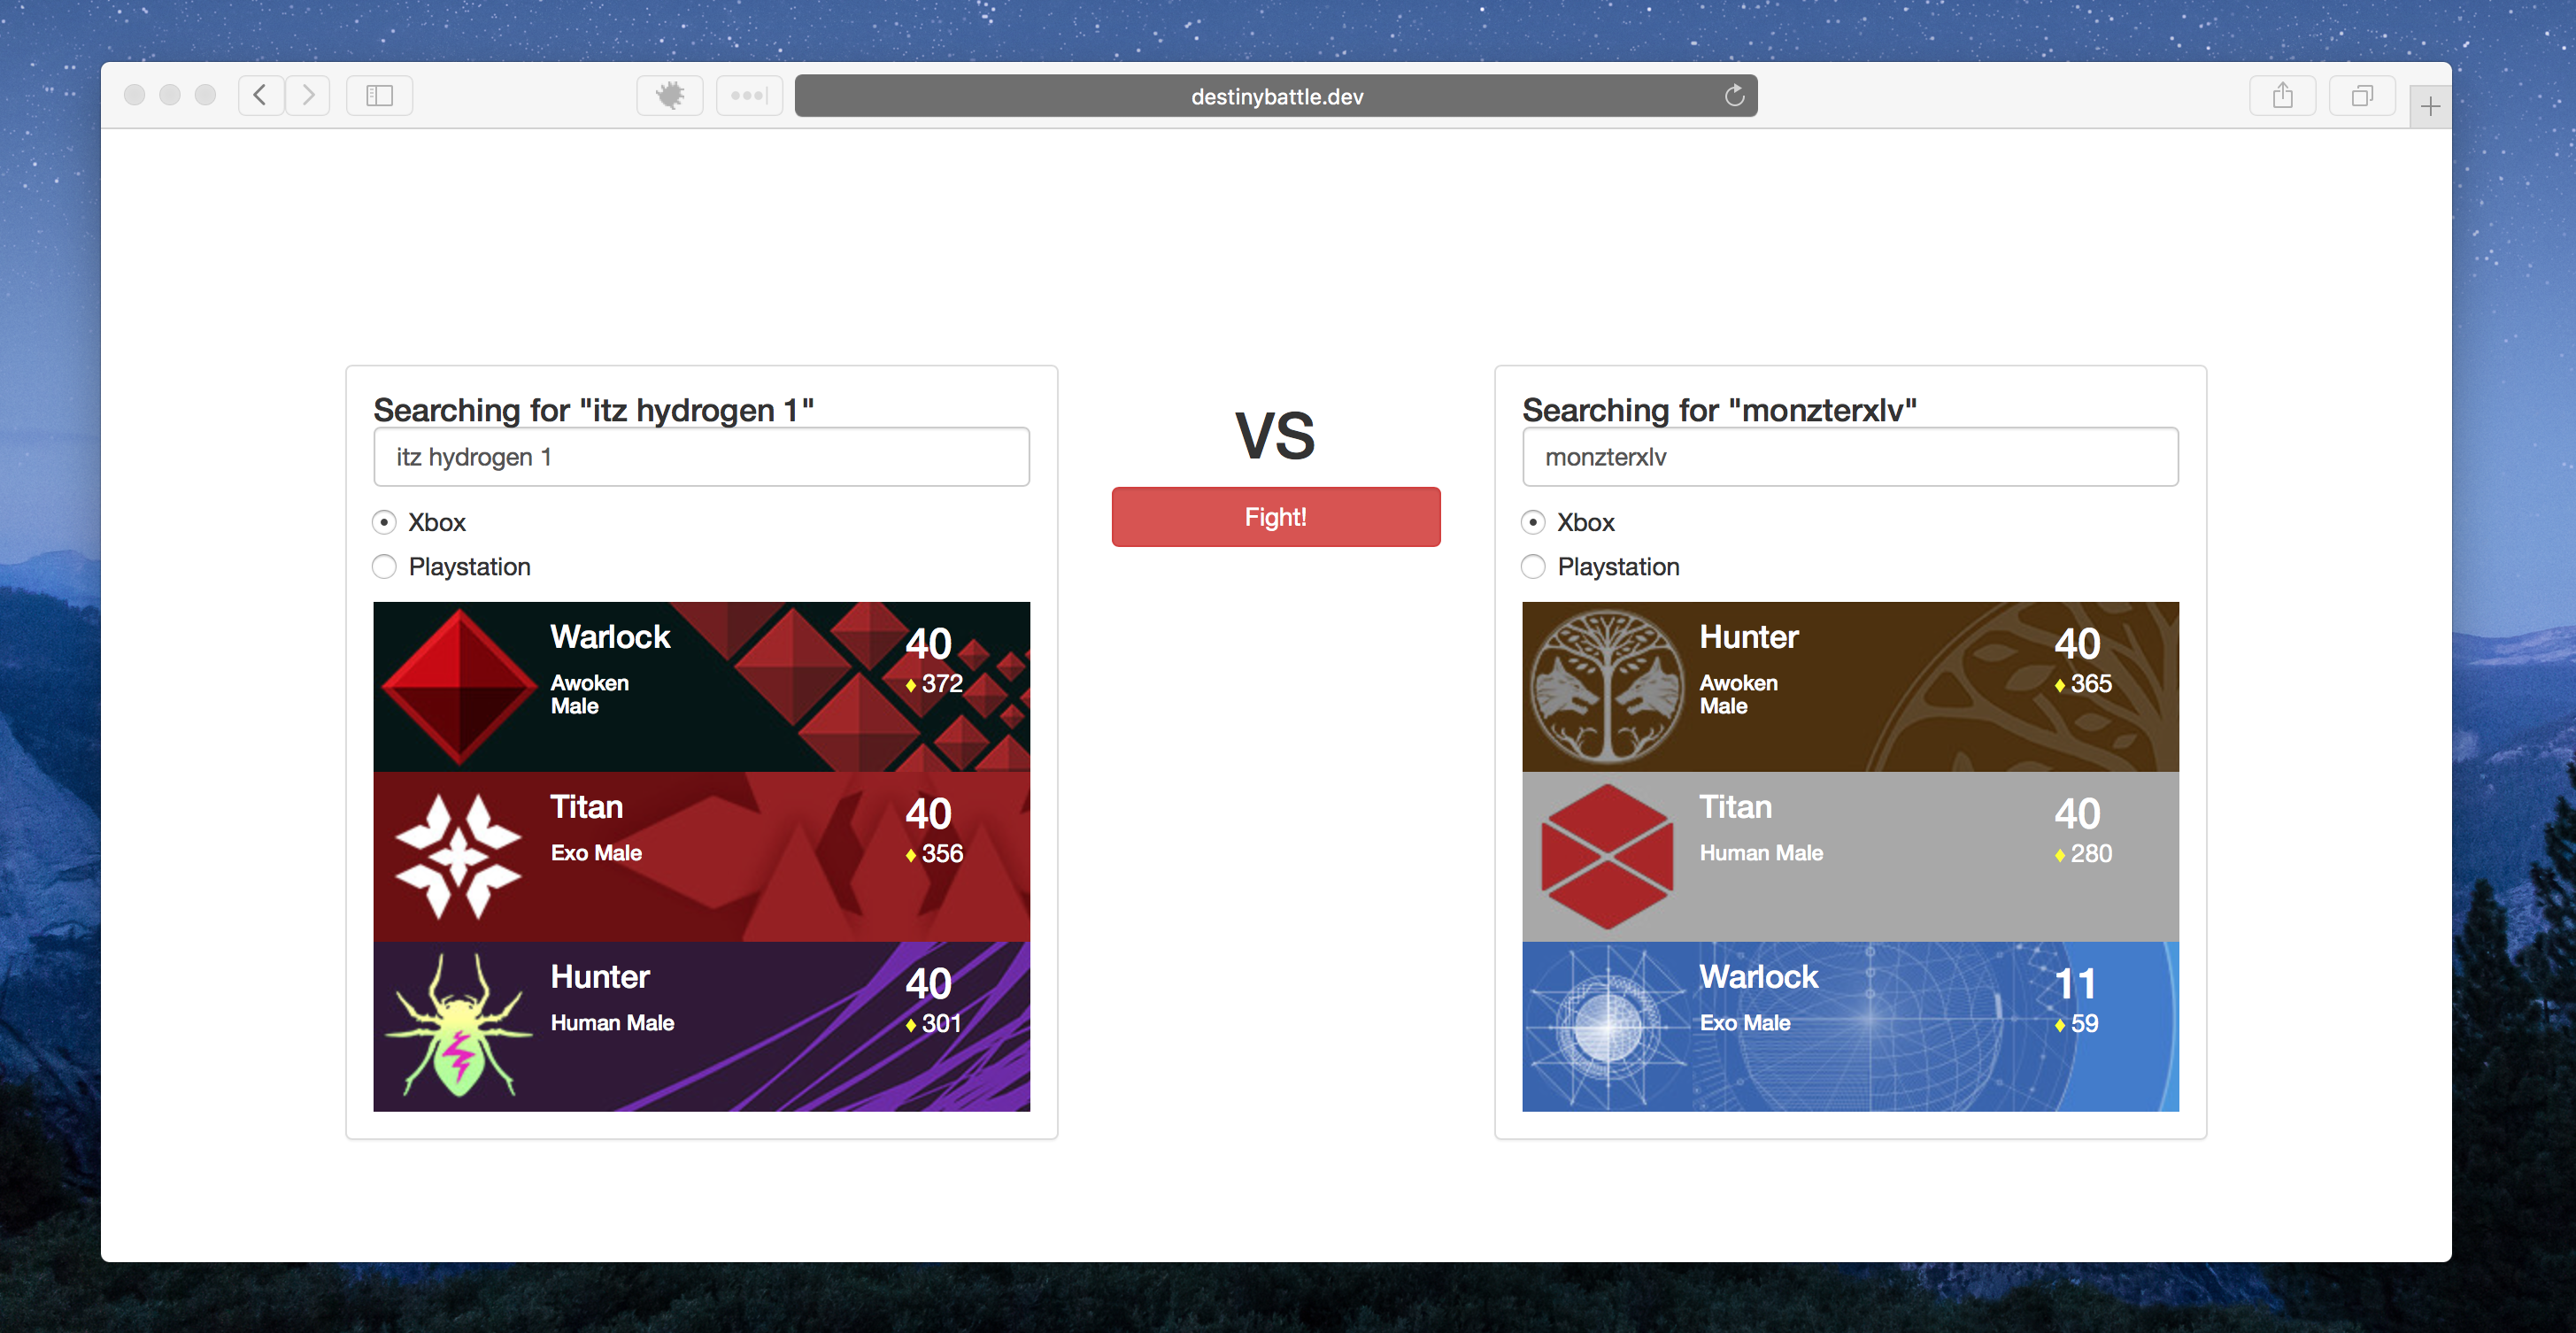 destinybattle.dev
Searching for "itz hydrogen 1"
itz hydrogen 1
Xbox
Playstation
Warlock
40
Awoken
Male
♦372
Titan
40
Exo Male
♦356
Hunter
40
Human Male
♦301
VS
Fight!
Searching for "monzterxlv"
monzterxlv
Xbox
Playstation
Hunter
40
Awoken
Male
♦365
Titan
40
Human Male
♦280
Warlock
11
Exo Male
♦59